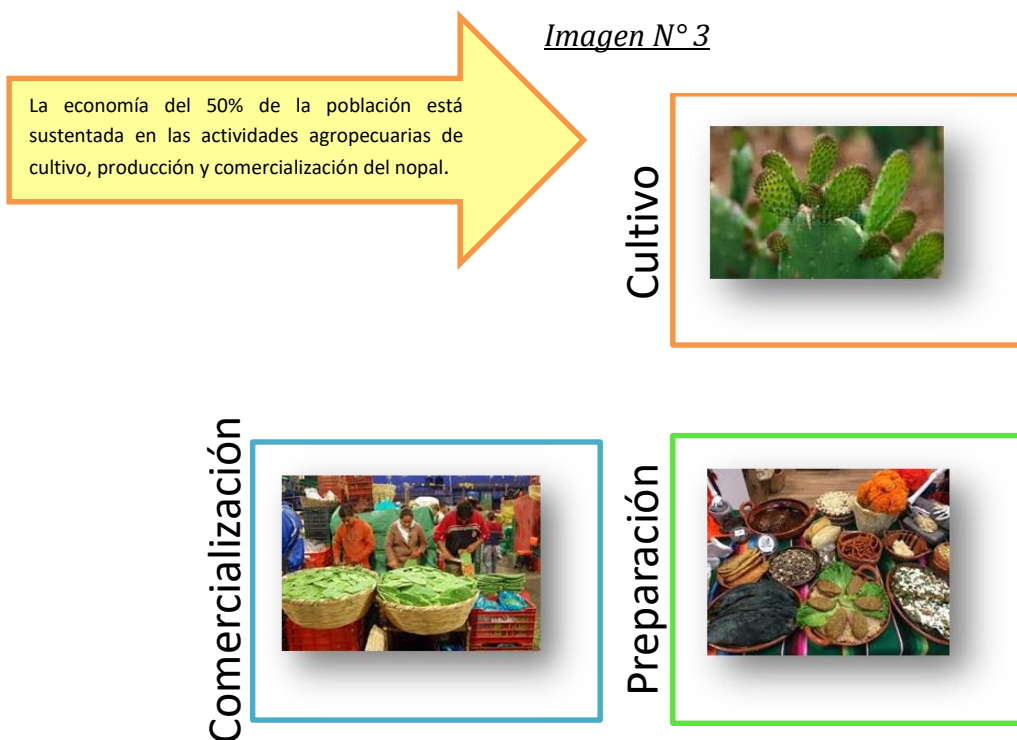 Imagen N° 3
La economía del 50% de la población está
sustentada en las actividades agropecuarias de
cultivo, producción y comercialización del nopal.
Cultivo
Comercialización
Preparación